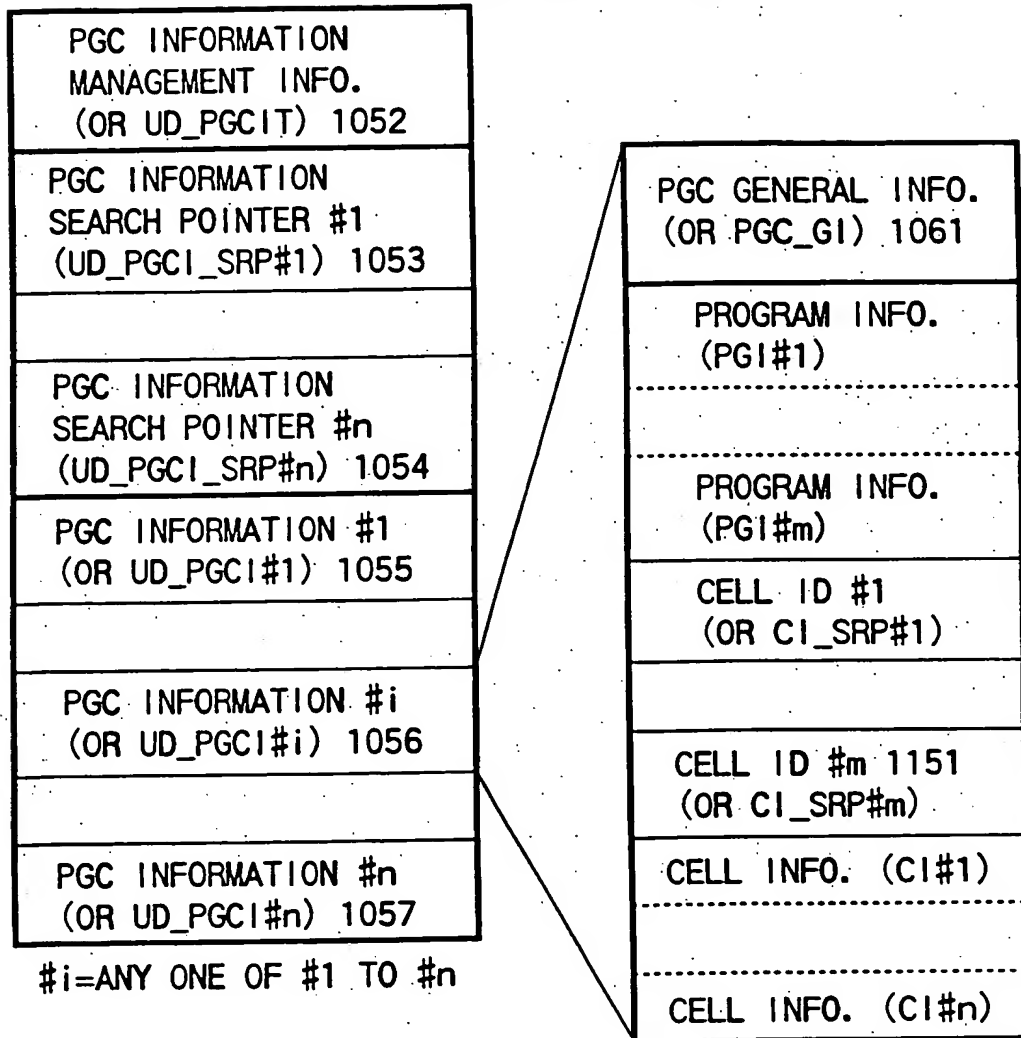 PGC INFORMATION
MANAGEMENT INFO.
(OR UD_PGCIT) 1052
PGC INFORMATION
SEARCH POINTER #1
(UD_PGCI_SRP#1) 1053
PGC INFORMATION
SEARCH POINTER #n
(UD_PGCI_SRP#n) 1054
PGC INFORMATION #1
(OR UD_PGCI#1) 1055
PGC INFORMATION #i
(OR UD_PGCI#i) 1056
PGC INFORMATION #n
(OR UD_PGCI#n) 1057
#i=ANY ONE OF #1 TO #n
PGC GENERAL INFO.
(OR PGC_GI) 1061
PROGRAM INFO.
(PGI#1)
PROGRAM INFO.
(PGI#m)
CELL ID #1
(OR CI_SRP#1)
CELL ID #m 1151
(OR CI_SRP#m)
CELL INFO. (CI#1)
CELL INFO. (CI#n)